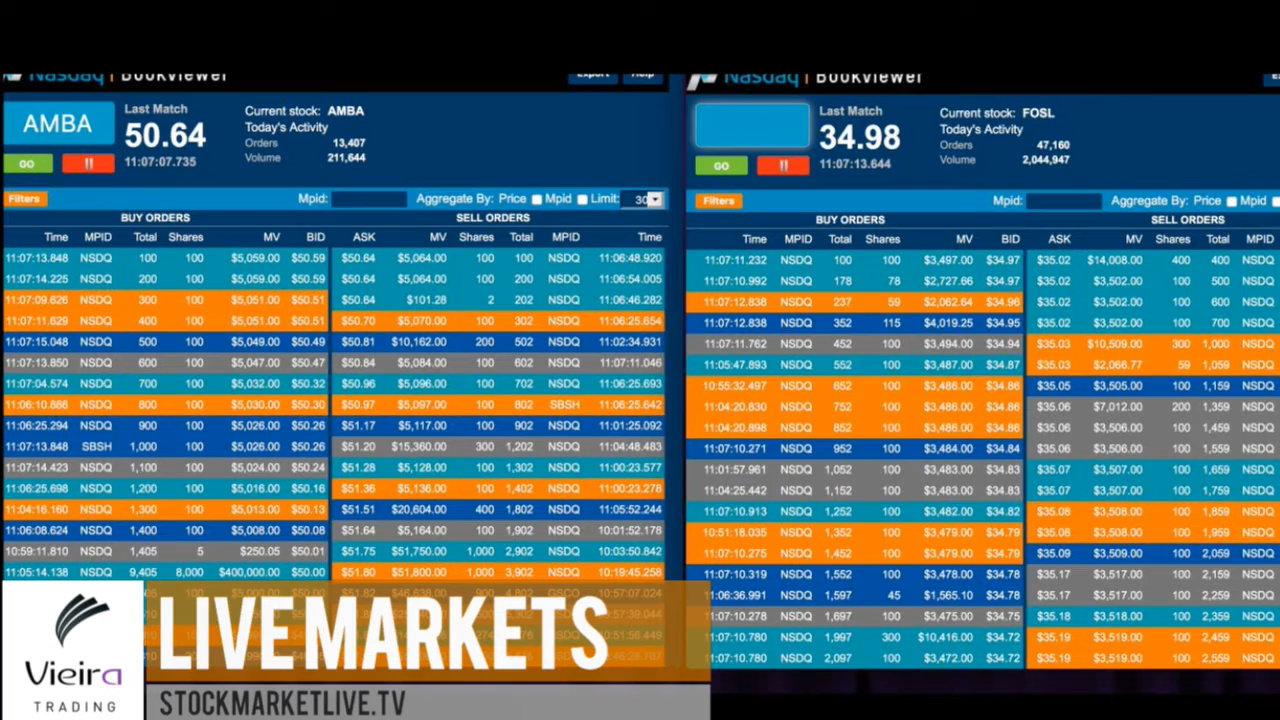 Nasdaq | BookViewer
Export Help
AMBA
Last Match
50.64
11:07:07.735
Current stock: AMBA
Today's Activity
Orders 13,407
Volume 211,644
GO
Filters
Mpid: Aggregate By: Price Mpid Limit: 30
BUY ORDERS SELL ORDERS
Time MPID Total Shares MV BID ASK MV Shares Total MPID Time
11:07:13.848 NSDQ 100 100 $5,059.00 $50.59 $50.64 $5,064.00 100 100 NSDQ 11:06:48.920
11:07:14.225 NSDQ 200 100 $5,059.00 $50.59 $50.64 $5,064.00 100 200 NSDQ 11:06:54.005
11:07:09.626 NSDQ 300 100 $5,051.00 $50.51 $50.64 $101.28 2 202 NSDQ 11:06:46.282
11:07:11.629 NSDQ 400 100 $5,051.00 $50.51 $50.70 $5,070.00 100 302 NSDQ 11:06:25.654
11:07:15.048 NSDQ 500 100 $5,049.00 $50.49 $50.81 $10,162.00 200 502 NSDQ 11:02:34.931
11:07:13.850 NSDQ 600 100 $5,047.00 $50.47 $50.84 $5,084.00 100 602 NSDQ 11:07:11.046
11:07:04.574 NSDQ 700 100 $5,032.00 $50.32 $50.96 $5,096.00 100 702 NSDQ 11:06:25.693
11:06:10.886 NSDQ 800 100 $5,030.00 $50.30 $50.97 $5,097.00 100 802 SBSH 11:06:25.642
11:06:25.294 NSDQ 900 100 $5,026.00 $50.26 $51.17 $5,117.00 100 902 NSDQ 11:01:25.092
11:07:13.848 SBSH 1,000 100 $5,026.00 $50.26 $51.20 $15,360.00 300 1,202 NSDQ 11:04:48.483
11:07:14.423 NSDQ 1,100 100 $5,024.00 $50.24 $51.28 $5,128.00 100 1,302 NSDQ 11:00:23.577
11:06:25.698 NSDQ 1,200 100 $5,016.00 $50.16 $51.36 $5,136.00 100 1,402 NSDQ 11:00:23.278
11:04:16.160 NSDQ 1,300 100 $5,013.00 $50.13 $51.51 $20,604.00 400 1,802 NSDQ 11:05:52.244
11:06:08.624 NSDQ 1,400 100 $5,008.00 $50.08 $51.64 $5,164.00 100 1,902 NSDQ 10:01:52.178
10:59:11.810 NSDQ 1,405 5 $250.05 $50.01 $51.75 $51,750.00 1,000 2,902 NSDQ 10:03:50.842
11:05:14.138 NSDQ 9,405 8,000 $400,000.00 $50.00 $51.80 $51,800.00 1,000 3,902 NSDQ 10:19:45.258
Nasdaq | BookViewer
Last Match
34.98
11:07:13.644
Current stock: FOSL
Today's Activity
Orders 47,160
Volume 2,044,947
GO
Filters
Mpid: Aggregate By: Price Mpid
BUY ORDERS SELL ORDERS
Time MPID Total Shares MV BID ASK MV Shares Total MPID
11:07:11.232 NSDQ 100 100 $3,497.00 $34.97 $35.02 $14,008.00 400 400 NSDQ
11:07:10.992 NSDQ 178 78 $2,727.66 $34.97 $35.02 $3,502.00 100 500 NSDQ
11:07:12.838 NSDQ 237 59 $2,062.64 $34.96 $35.02 $3,502.00 100 600 NSDQ
11:07:12.838 NSDQ 352 115 $4,019.25 $34.95 $35.02 $3,502.00 100 700 NSDQ
11:07:11.762 NSDQ 452 100 $3,494.00 $34.94 $35.03 $10,509.00 300 1,000 NSDQ
11:05:47.893 NSDQ 552 100 $3,487.00 $34.87 $35.03 $2,066.77 59 1,059 NSDQ
10:55:32.497 NSDQ 652 100 $3,486.00 $34.86 $35.05 $3,505.00 100 1,159 NSDQ
11:04:20.830 NSDQ 752 100 $3,486.00 $34.86 $35.06 $7,012.00 200 1,359 NSDQ
11:04:20.898 NSDQ 852 100 $3,486.00 $34.86 $35.06 $3,506.00 100 1,459 NSDQ
11:07:10.271 NSDQ 952 100 $3,484.00 $34.84 $35.06 $3,506.00 100 1,559 NSDQ
11:01:57.961 NSDQ 1,052 100 $3,483.00 $34.83 $35.07 $3,507.00 100 1,659 NSDQ
11:04:25.442 NSDQ 1,152 100 $3,483.00 $34.83 $35.07 $3,507.00 100 1,759 NSDQ
11:07:10.913 NSDQ 1,252 100 $3,482.00 $34.82 $35.08 $3,508.00 100 1,859 NSDQ
10:51:18.035 NSDQ 1,352 100 $3,479.00 $34.79 $35.08 $3,508.00 100 1,959 NSDQ
11:07:10.275 NSDQ 1,452 100 $3,479.00 $34.79 $35.09 $3,509.00 100 2,059 NSDQ
11:07:10.319 NSDQ 1,552 100 $3,478.00 $34.78 $35.17 $3,517.00 100 2,159 NSDQ
11:06:36.991 NSDQ 1,597 45 $1,565.10 $34.78 $35.17 $3,517.00 100 2,259 NSDQ
11:07:10.278 NSDQ 1,697 100 $3,475.00 $34.75 $35.18 $3,518.00 100 2,359 NSDQ
11:07:10.780 NSDQ 1,997 300 $10,416.00 $34.72 $35.19 $3,519.00 100 2,459 NSDQ
11:07:10.780 NSDQ 2,097 100 $3,472.00 $34.72 $35.19 $3,519.00 100 2,559 NSDQ
Vieira
TRADING
LIVE MARKETS
STOCKMARKETLIVE.TV